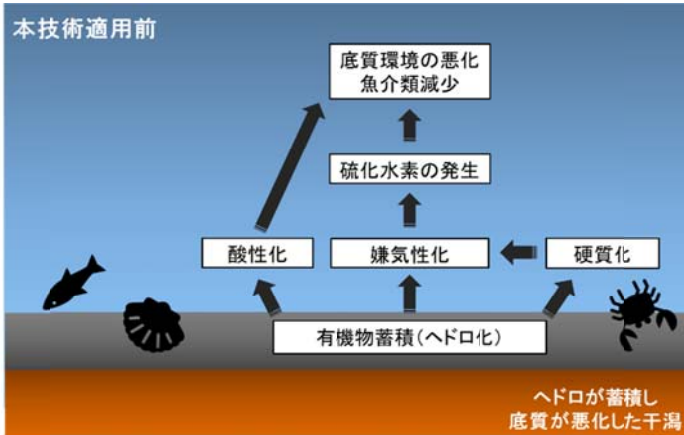 本技術適用前
底質環境の悪化
魚介類減少
硫化水素の発生
酸性化
嫌気性化
硬質化
有機物蓄積(ヘドロ化)
ヘドロが蓄積し
底質が悪化した干潟